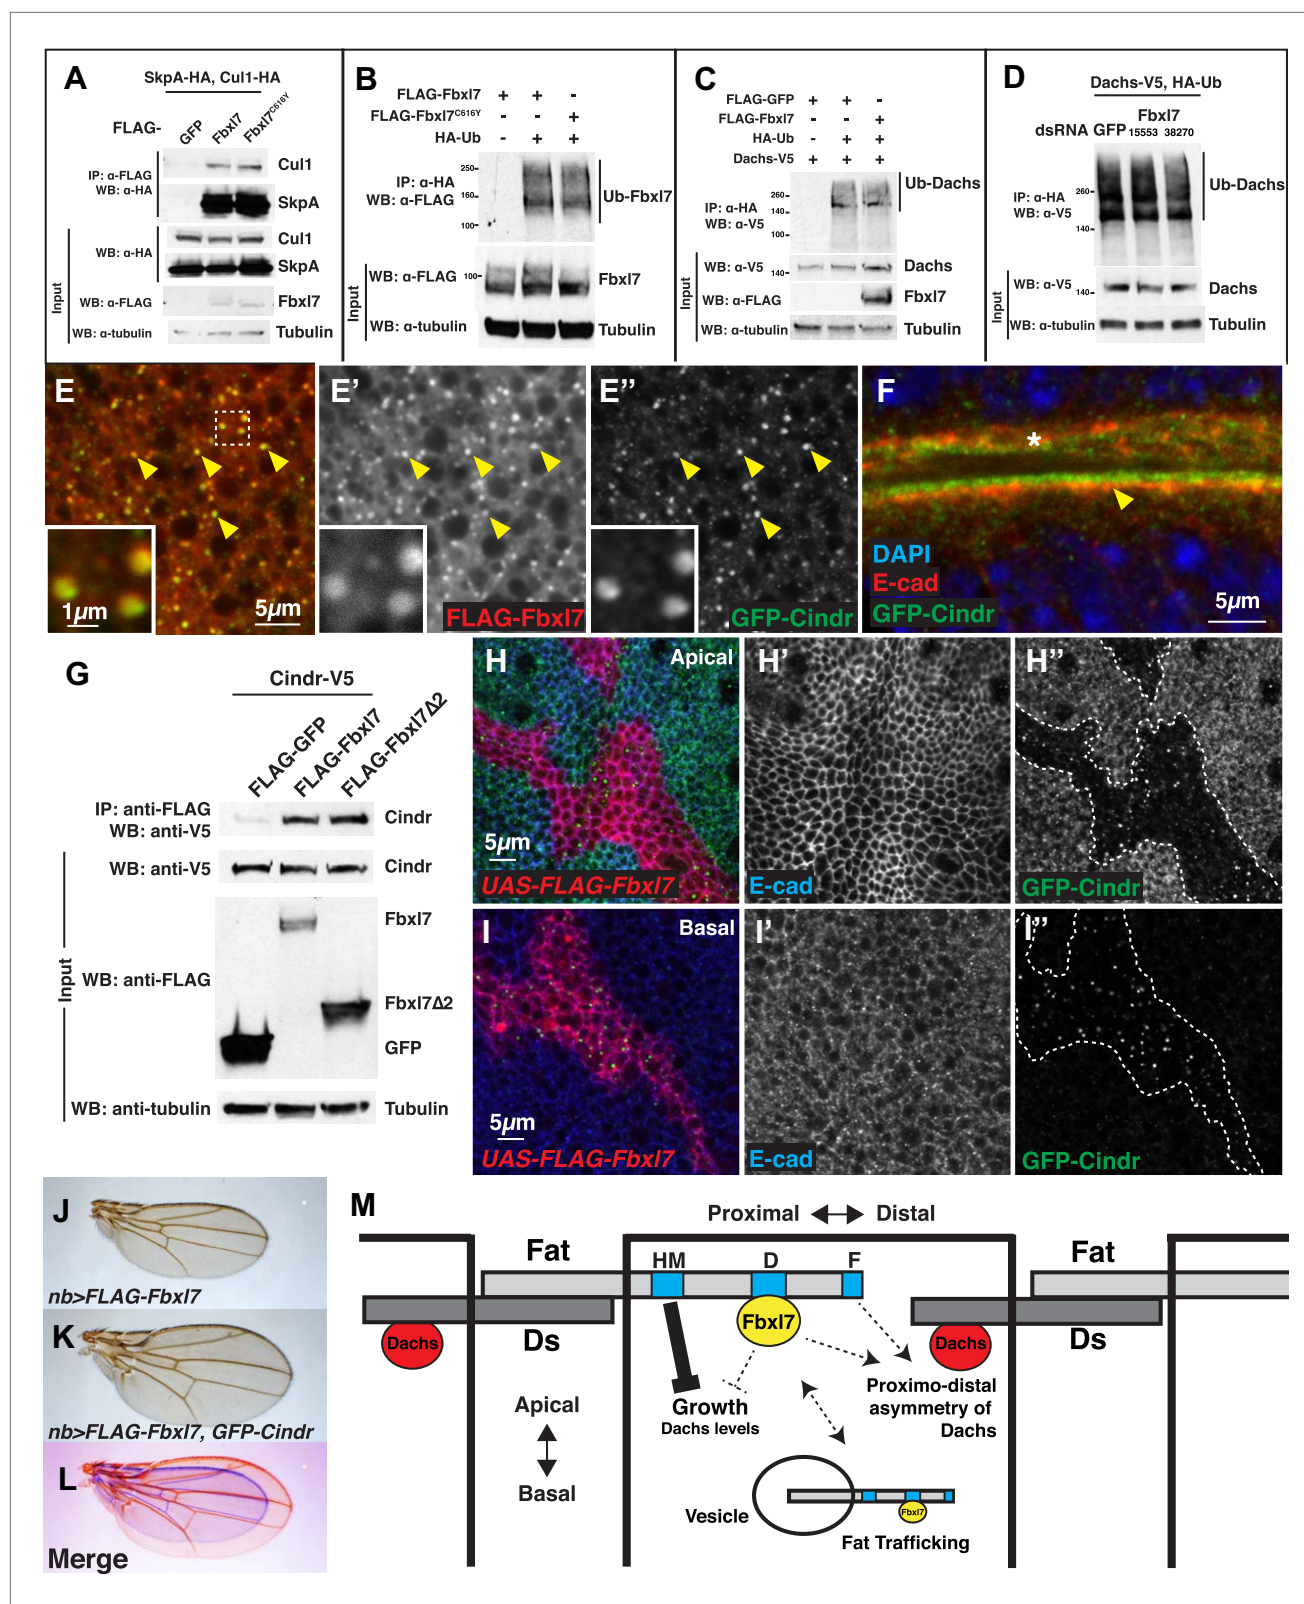 A
SkpA-HA, Cul1-HA
FLAG-
GFP
Fbxl7
Fbxl7C616Y
IP: α-FLAG
WB: α-HA
Cul1
SkpA
Input
WB: α-HA
Cul1
SkpA
WB: α-FLAG
Fbxl7
WB: α-tubulin
Tubulin
B
FLAG-Fbxl7 + + -
FLAG-Fbxl7C616Y - - +
HA-Ub - + +
IP: α-HA
WB: α-FLAG
250
160
100
Ub-Fbxl7
Input
WB: α-FLAG
100
Fbxl7
WB: α-tubulin
Tubulin
C
FLAG-GFP + + -
FLAG-Fbxl7 - - +
HA-Ub - + +
Dachs-V5 + + +
IP: α-HA
WB: α-V5
260
140
100
Ub-Dachs
Input
WB: α-V5
140
Dachs
WB: α-FLAG
Fbxl7
WB: α-tubulin
Tubulin
D
Dachs-V5, HA-Ub
Fbxl7
dsRNA GFP 15553 38270
IP: α-HA
WB: α-V5
260
140
Ub-Dachs
Input
WB: α-V5
140
Dachs
WB: α-tubulin
Tubulin
E
1µm
5µm
E’
FLAG-Fbxl7
E”
GFP-Cindr
F
*
DAPI
E-cad
GFP-Cindr
5µm
G
Cindr-V5
FLAG-GFP
FLAG-Fbxl7
FLAG-Fbxl7Δ2
IP: anti-FLAG
WB: anti-V5
Cindr
Input
WB: anti-V5
Cindr
WB: anti-FLAG
Fbxl7
Fbxl7Δ2
GFP
WB: anti-tubulin
Tubulin
H
Apical
5µm
UAS-FLAG-Fbxl7
H’
E-cad
H”
GFP-Cindr
I
Basal
5µm
UAS-FLAG-Fbxl7
I’
E-cad
I”
GFP-Cindr
J
nb>FLAG-Fbxl7
K
nb>FLAG-Fbxl7, GFP-Cindr
L
Merge
M
Proximal
Distal
Fat
HM
D
F
Fat
Fbxl7
Dachs
Ds
Dachs
Ds
Growth
Dachs levels
Proximo-distal
asymmetry of
Dachs
Apical
Basal
Vesicle
Fbxl7
Fat Trafficking